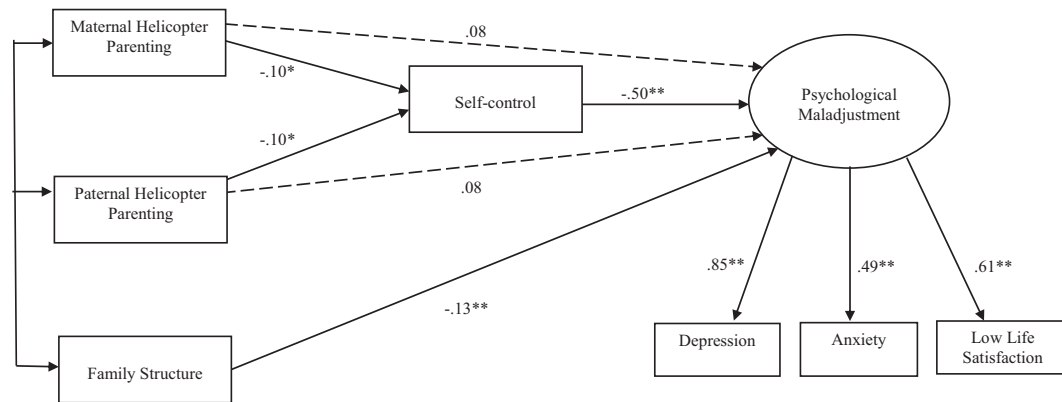 Maternal Helicopter
Parenting
.08
-.10*
Self-control
-.50**
Psychological
Maladjustment
-.10*
Paternal Helicopter
Parenting
.08
.85**
.49**
.61**
-.13**
Depression
Anxiety
Low Life
Satisfaction
Family Structure